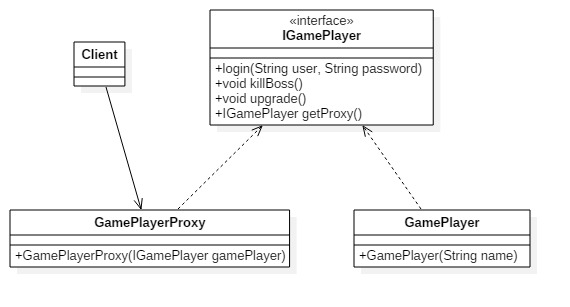 «interface»
IGamePlayer
+login(String user, String password)
+void killBoss()
+void upgrade()
+IGamePlayer getProxy()
Client
GamePlayerProxy
+GamePlayerProxy(IGamePlayer gamePlayer)
GamePlayer
+GamePlayer(String name)